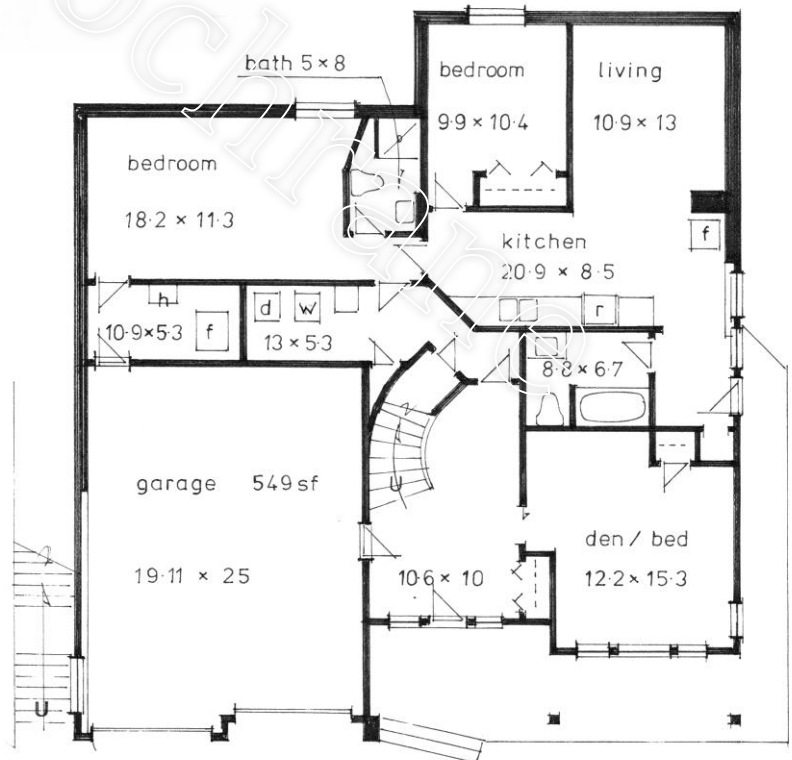 bath 5×8
bedroom
9·9 × 10·4
living
10·9 × 13
bedroom
18·2 × 11·3
kitchen
20·9 × 8·5
f
h
10·9×5·3
f
d
w
13 × 5·3
r
8·8 × 6·7
garage 549 sf
19·11 × 25
U
10·6 × 10
den / bed
12·2 × 15·3
U